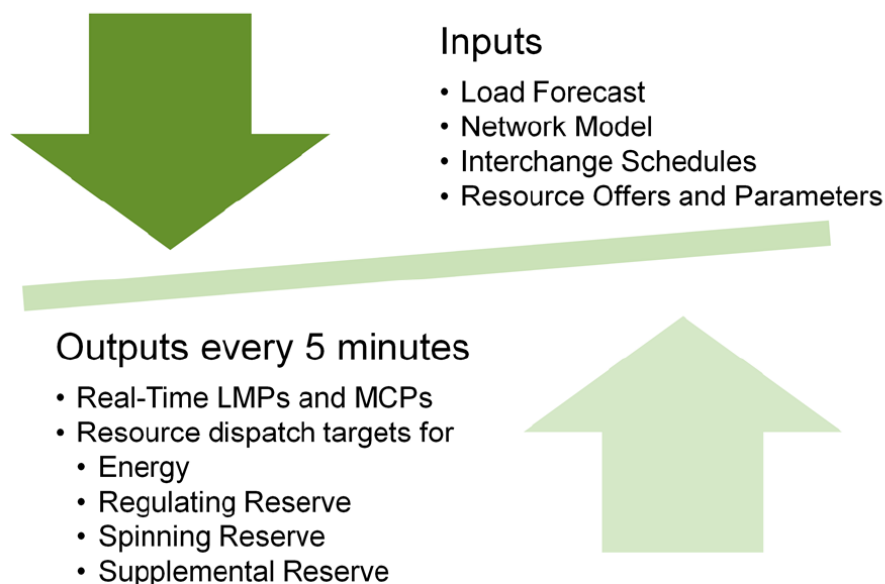 Inputs
• Load Forecast
• Network Model
• Interchange Schedules
• Resource Offers and Parameters
Outputs every 5 minutes
• Real-Time LMPs and MCPs
• Resource dispatch targets for
• Energy
• Regulating Reserve
• Spinning Reserve
• Supplemental Reserve